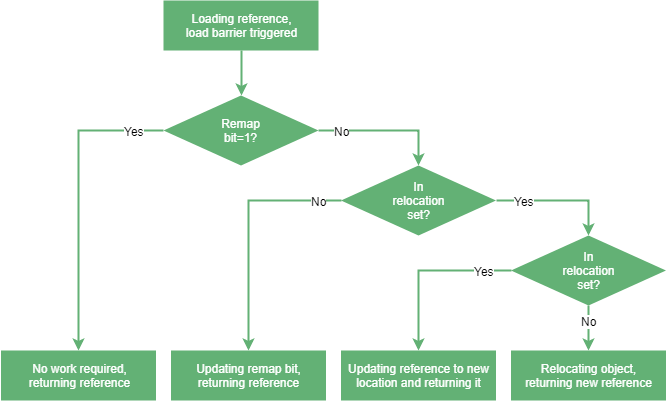 Loading reference,
load barrier triggered
Remap
bit=1?
Yes
No
In
relocation
set?
No
Yes
In
relocation
set?
Yes
No
No work required,
returning reference
Updating remap bit,
returning reference
Updating reference to new
location and returning it
Relocating object,
returning new reference